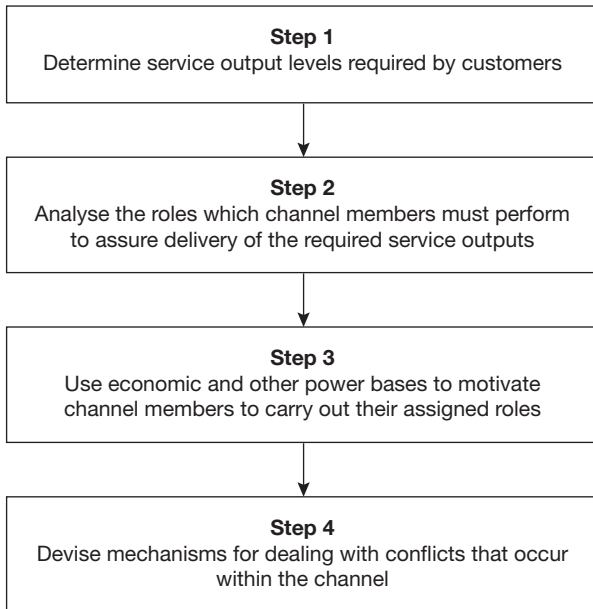 Step 1
Determine service output levels required by customers
Step 2
Analyse the roles which channel members must perform
to assure delivery of the required service outputs
Step 3
Use economic and other power bases to motivate
channel members to carry out their assigned roles
Step 4
Devise mechanisms for dealing with conflicts that occur
within the channel